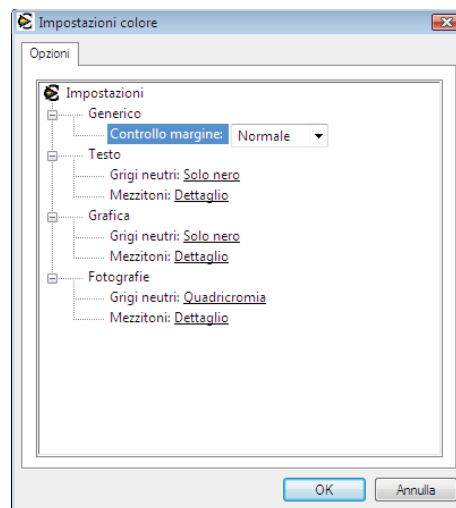 Impostazioni colore
Opzioni
Impostazioni
Generico
Controllo margine: Normale
Testo
Grigi neutri: Solo nero
Mezzitoni: Dettaglio
Grafica
Grigi neutri: Solo nero
Mezzitoni: Dettaglio
Fotografie
Grigi neutri: Quadricromia
Mezzitoni: Dettaglio
OK Annulla